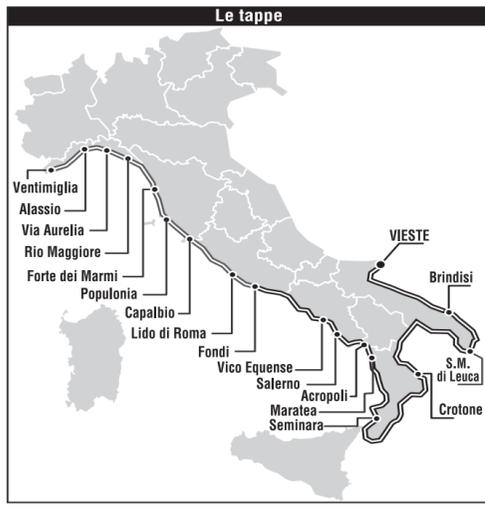 Le tappe
Ventimiglia
Alassio
Via Aurelia
Rio Maggiore
Forte dei Marmi
Populonia
Capalbio
Lido di Roma
Fondi
Vico Equense
Salerno
Acropoli
Maratea
Seminara
VIESTE
Brindisi
S.M.
di Leuca
Crotone